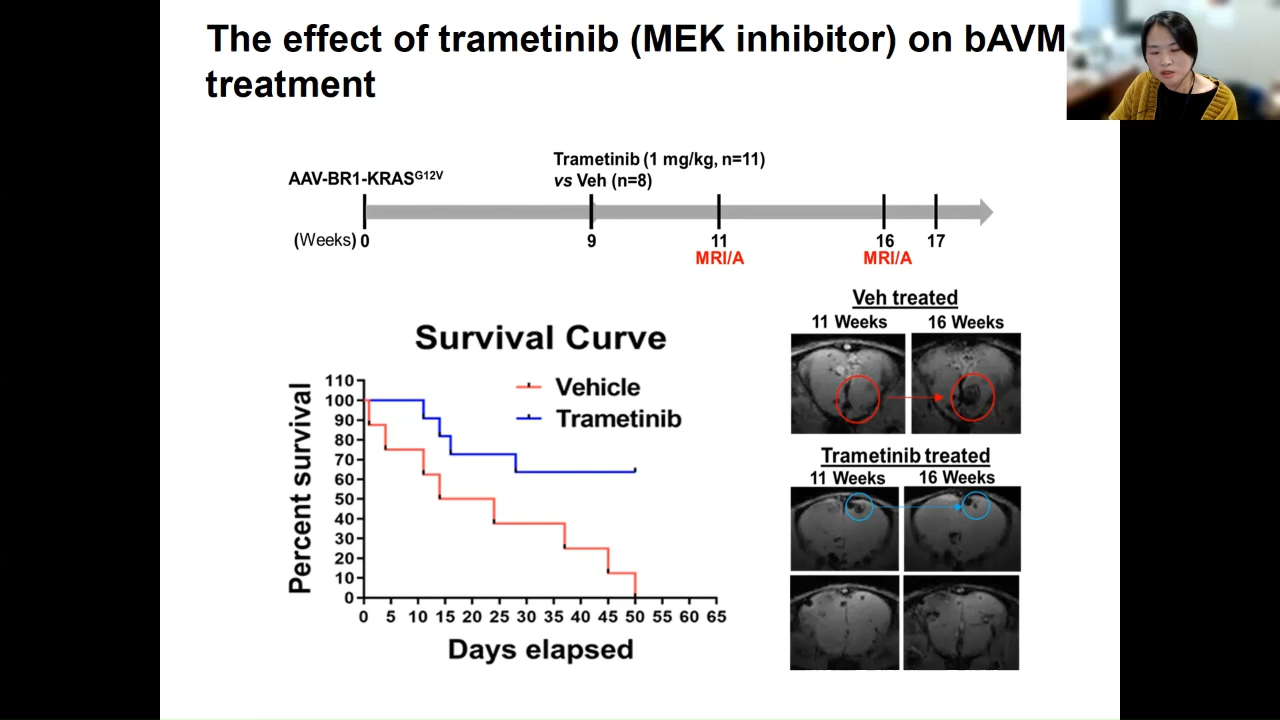 The effect of trametinib (MEK inhibitor) on bAVM
treatment
Trametinib (1 mg/kg, n=11)
AAV-BR1-KRASG12V
vs Veh (n=8)
(Weeks) 0 9 11 16 17
MRI/A MRI/A
Veh treated
11 Weeks 16 Weeks
Survival Curve
Vehicle
Trametinib
Percent survival
110
100
90
80
70
60
50
40
30
20
10
0
0 5 10 15 20 25 30 35 40 45 50 55 60 65
Days elapsed
Trametinib treated
11 Weeks 16 Weeks